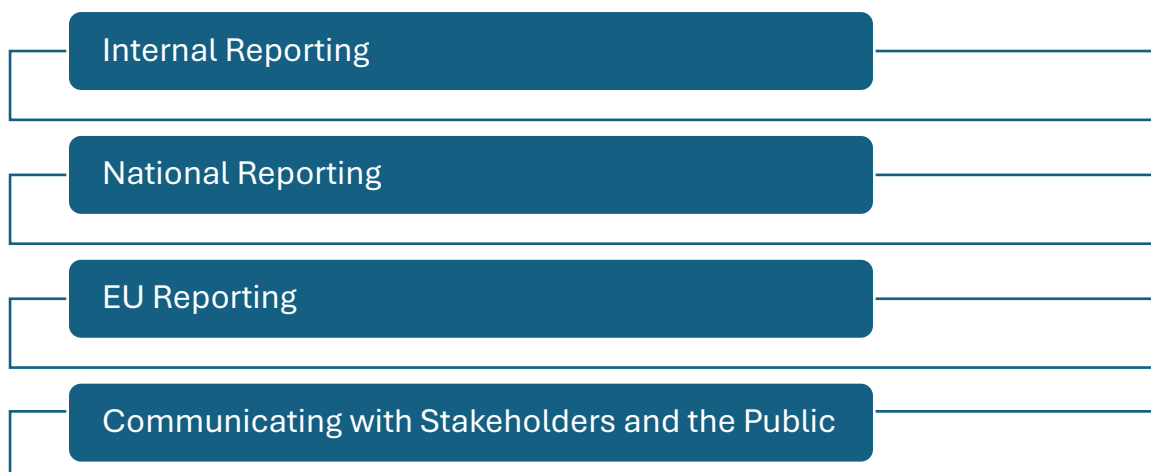 Internal Reporting
National Reporting
EU Reporting
Communicating with Stakeholders and the Public